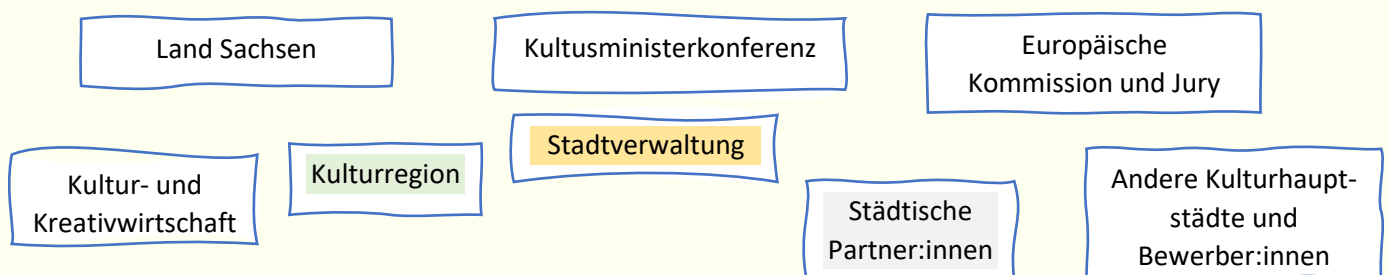 Land Sachsen
Kultusministerkonferenz
Europäische
Kommission und Jury
Kultur- und
Kreativwirtschaft
Kulturregion
Stadtverwaltung
Städtische
Partner:innen
Andere Kulturhaupt-
städte und
Bewerber:innen